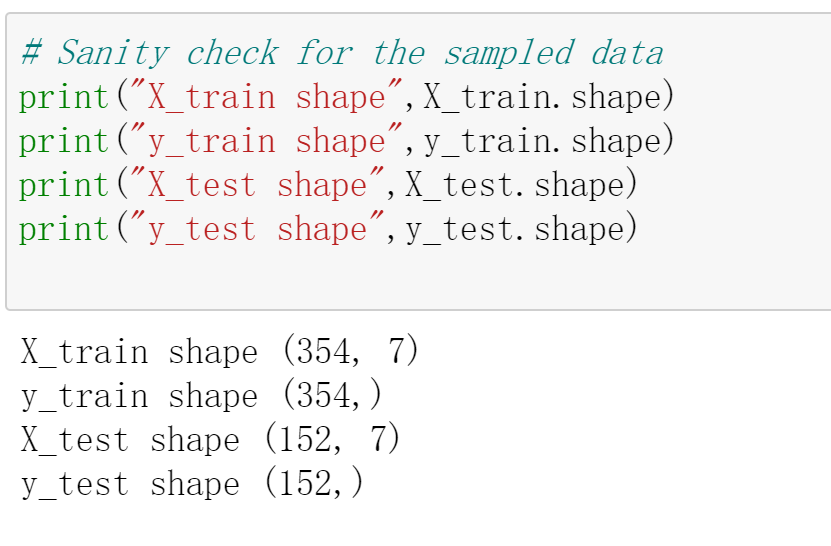 # Sanity check for the sampled data
print("X_train shape",X_train.shape)
print("y_train shape",y_train.shape)
print("X_test shape",X_test.shape)
print("y_test shape",y_test.shape)
X_train shape (354, 7)
y_train shape (354,)
X_test shape (152, 7)
y_test shape (152,)